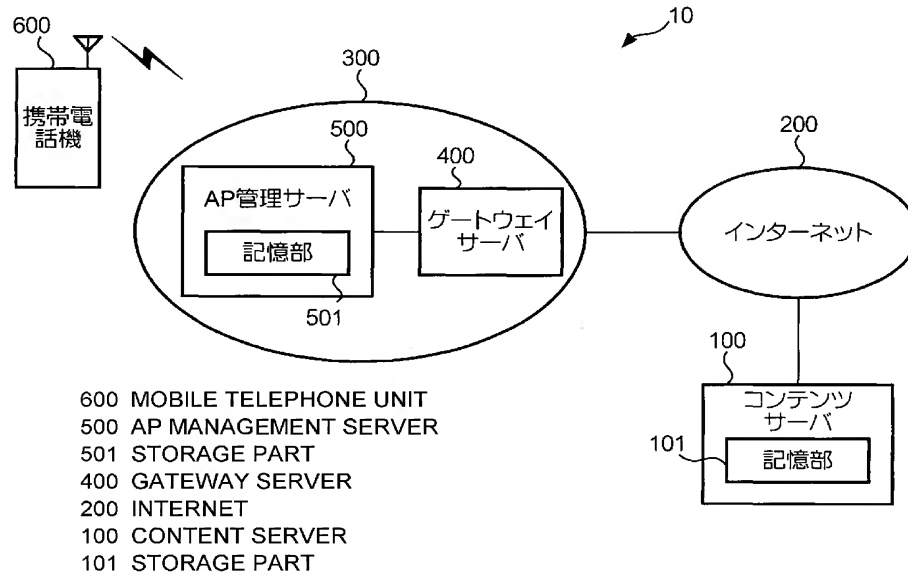 600
10
携帯電
話機
300
500
AP管理サーバ
記憶部
501
400
ゲートウェイ
サーバ
200
インターネット
100
コンテンツ
サーバ
101
記憶部
600 MOBILE TELEPHONE UNIT
500 AP MANAGEMENT SERVER
501 STORAGE PART
400 GATEWAY SERVER
200 INTERNET
100 CONTENT SERVER
101 STORAGE PART